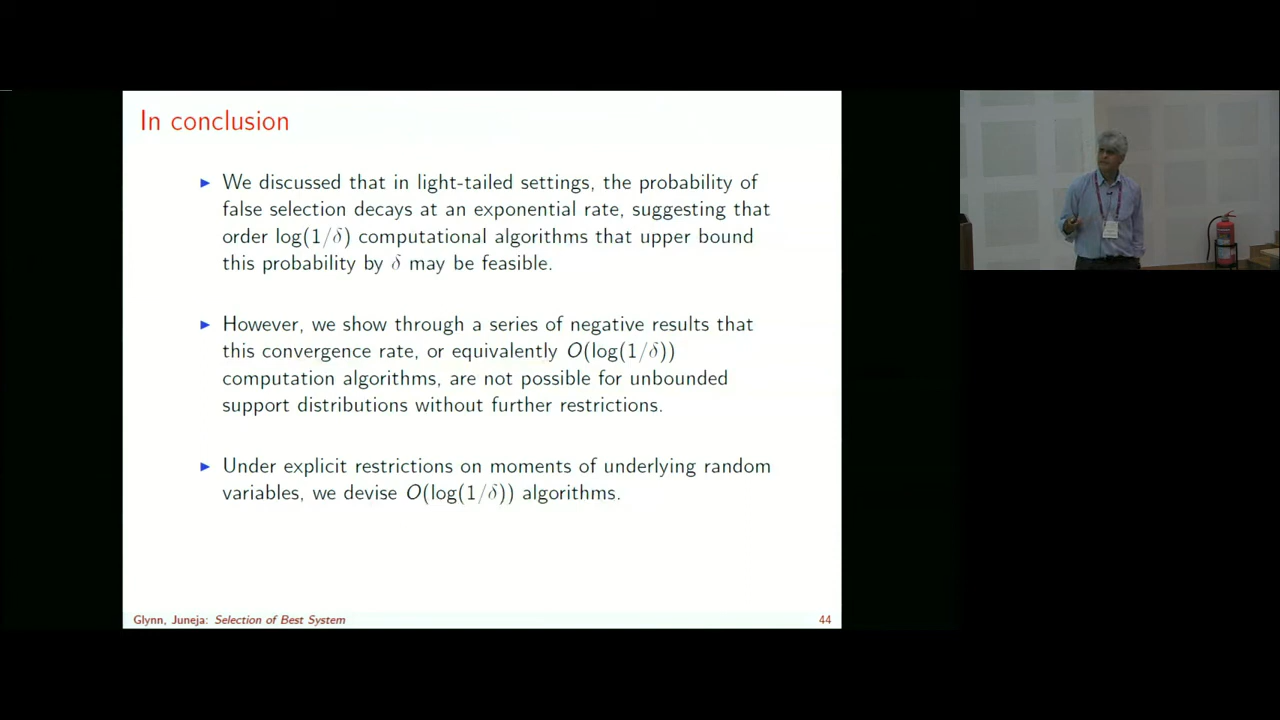 In conclusion
▶ We discussed that in light-tailed settings, the probability of
false selection decays at an exponential rate, suggesting that
order log(1/δ) computational algorithms that upper bound
this probability by δ may be feasible.
▶ However, we show through a series of negative results that
this convergence rate, or equivalently O(log(1/δ))
computation algorithms, are not possible for unbounded
support distributions without further restrictions.
▶ Under explicit restrictions on moments of underlying random
variables, we devise O(log(1/δ)) algorithms.
Glynn, Juneja: Selection of Best System 44